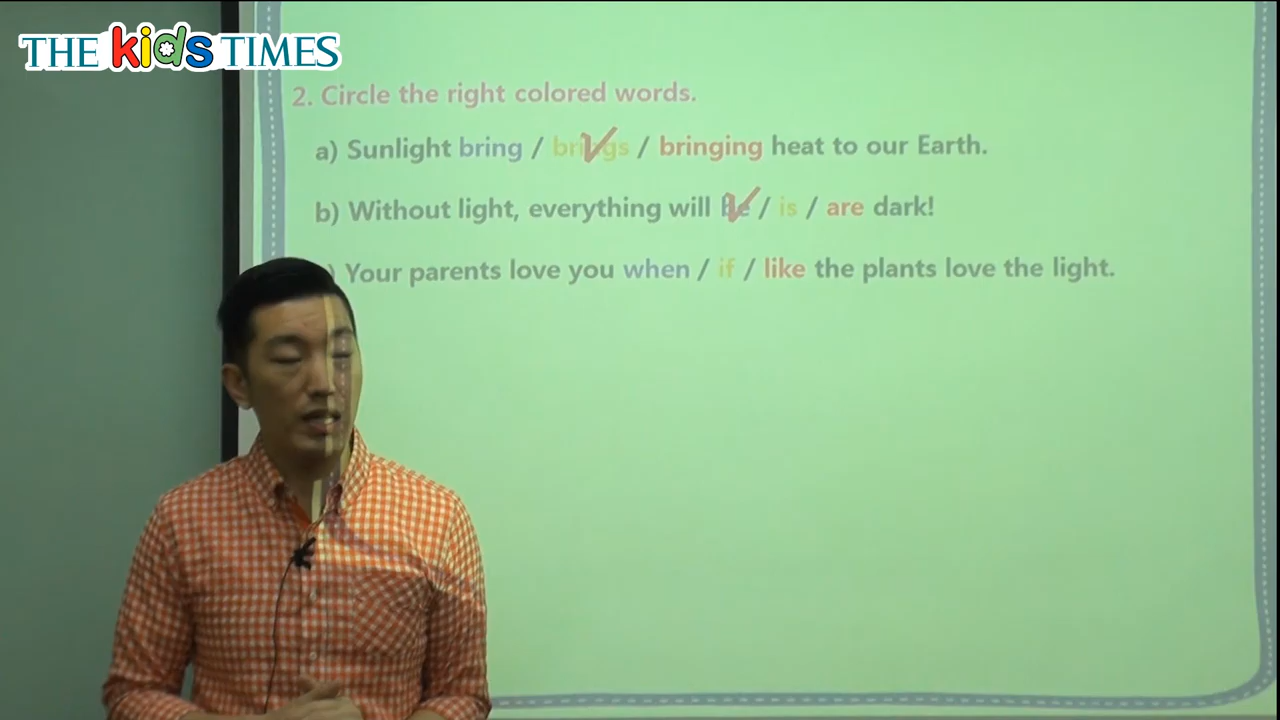 THE kids TIMES
2. Circle the right colored words.
a) Sunlight bring / brings / bringing heat to our Earth.
b) Without light, everything will be / is / are dark!
) Your parents love you when / if / like the plants love the light.